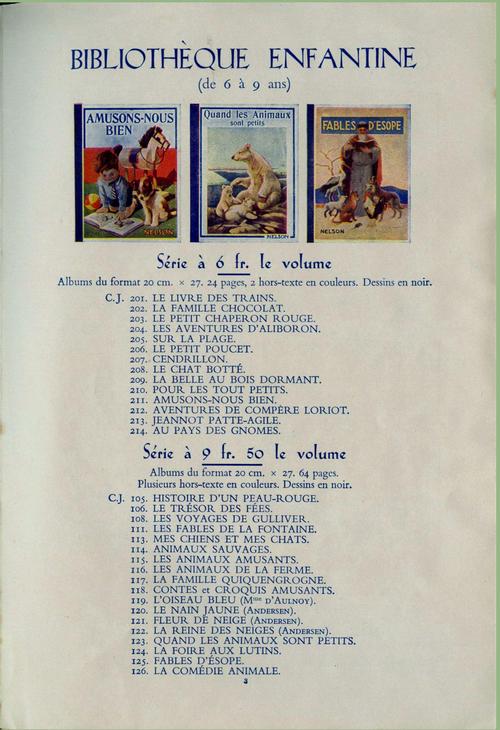 BIBLIOTHÈQUE ENFANTINE
(de 6 à 9 ans)
AMUSONS-NOUS
BIEN
NELSON
Quand les Animaux
sont petits
NELSON
FABLES D'ESOPE
NELSON
Série à 6 fr. le volume
Albums du format 20 cm. × 27. 24 pages, 2 hors-texte en couleurs. Dessins en noir.
C.J. 201. LE LIVRE DES TRAINS.
202. LA FAMILLE CHOCOLAT.
203. LE PETIT CHAPERON ROUGE.
204. LES AVENTURES D'ALIBORON.
205. SUR LA PLAGE.
206. LE PETIT POUCET.
207. CENDRILLON.
208. LE CHAT BOTTÉ.
209. LA BELLE AU BOIS DORMANT.
210. POUR LES TOUT PETITS.
211. AMUSONS-NOUS BIEN.
212. AVENTURES DE COMPÈRE LORIOT.
213. JEANNOT PATTE-AGILE.
214. AU PAYS DES GNOMES.
Série à 9 fr. 50 le volume
Albums du format 20 cm. × 27. 64 pages.
Plusieurs hors-texte en couleurs. Dessins en noir.
C.J. 105. HISTOIRE D'UN PEAU-ROUGE.
106. LE TRÉSOR DES FÉES.
108. LES VOYAGES DE GULLIVER.
111. LES FABLES DE LA FONTAINE.
113. MES CHIENS ET MES CHATS.
114. ANIMAUX SAUVAGES.
115. LES ANIMAUX AMUSANTS.
116. LES ANIMAUX DE LA FERME.
117. LA FAMILLE QUIQUENGROGNE.
118. CONTES et CROQUIS AMUSANTS.
119. L'OISEAU BLEU (Mme D'AULNOY).
120. LE NAIN JAUNE (ANDERSEN).
121. FLEUR DE NEIGE (ANDERSEN).
122. LA REINE DES NEIGES (ANDERSEN).
123. QUAND LES ANIMAUX SONT PETITS.
124. LA FOIRE AUX LUTINS.
125. FABLES D'ÉSOPE.
126. LA COMÉDIE ANIMALE.